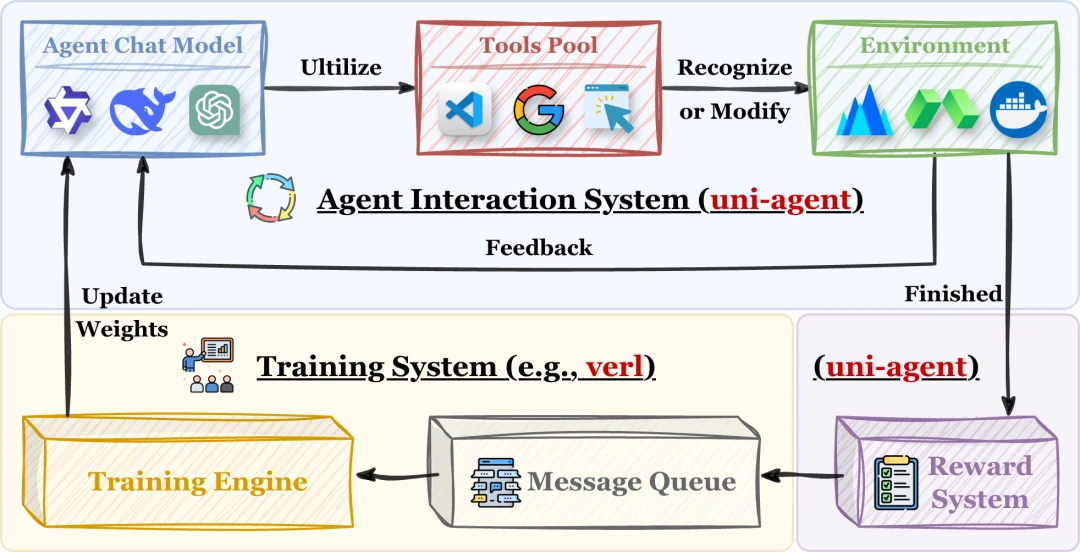 Agent Chat Model
Tools Pool
Environment
Ultilize
Recognize
or Modify
Agent Interaction System (uni-agent)
Feedback
Finished
Update
Weights
Training System (e.g., verl)
(uni-agent)
Training Engine
Message Queue
Reward
System